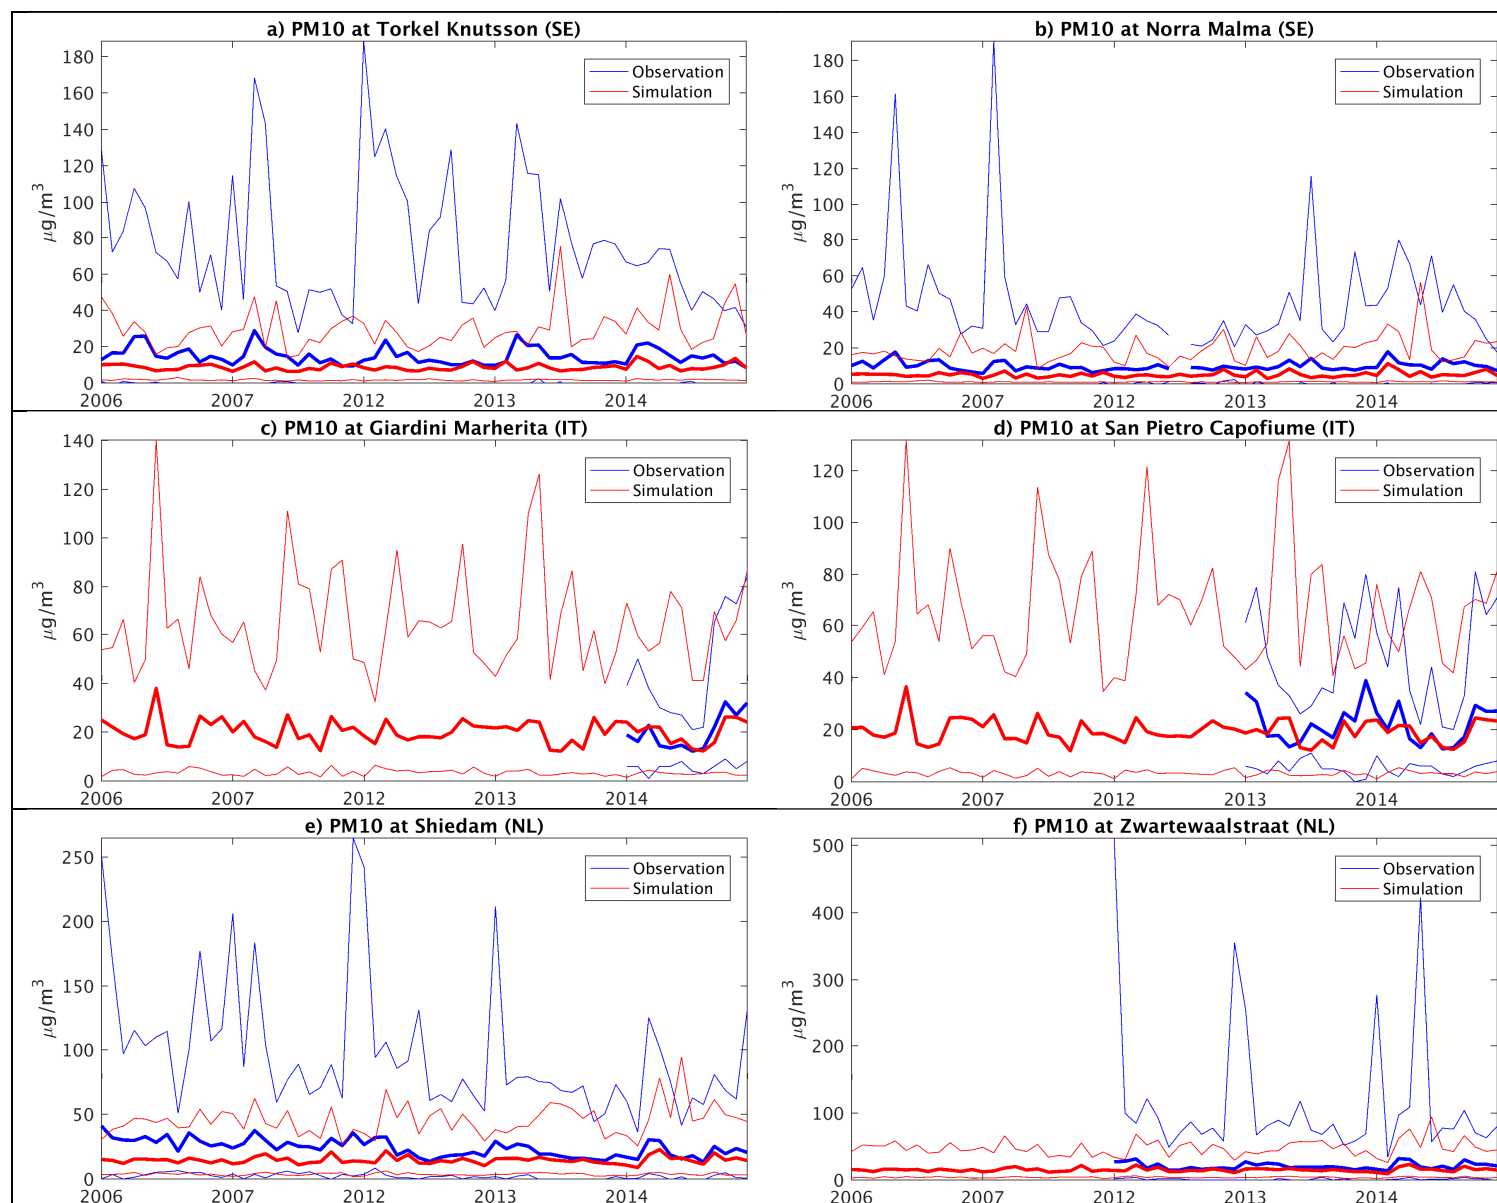 a) PM10 at Torkel Knutsson (SE)
180
160
140
120
100
80
60
40
20
0
μg/m³
Observation
Simulation
2006 2007 2012 2013 2014
b) PM10 at Norra Malma (SE)
180
160
140
120
100
80
60
40
20
0
μg/m³
Observation
Simulation
2006 2007 2012 2013 2014
c) PM10 at Giardini Marherita (IT)
140
120
100
80
60
40
20
0
μg/m³
Observation
Simulation
2006 2007 2012 2013 2014
d) PM10 at San Pietro Capofiume (IT)
120
100
80
60
40
20
0
μg/m³
Observation
Simulation
2006 2007 2012 2013 2014
e) PM10 at Shiedam (NL)
250
200
150
100
50
0
μg/m³
Observation
Simulation
2006 2007 2012 2013 2014
f) PM10 at Zwartewaalstraat (NL)
500
400
300
200
100
0
μg/m³
Observation
Simulation
2006 2007 2012 2013 2014